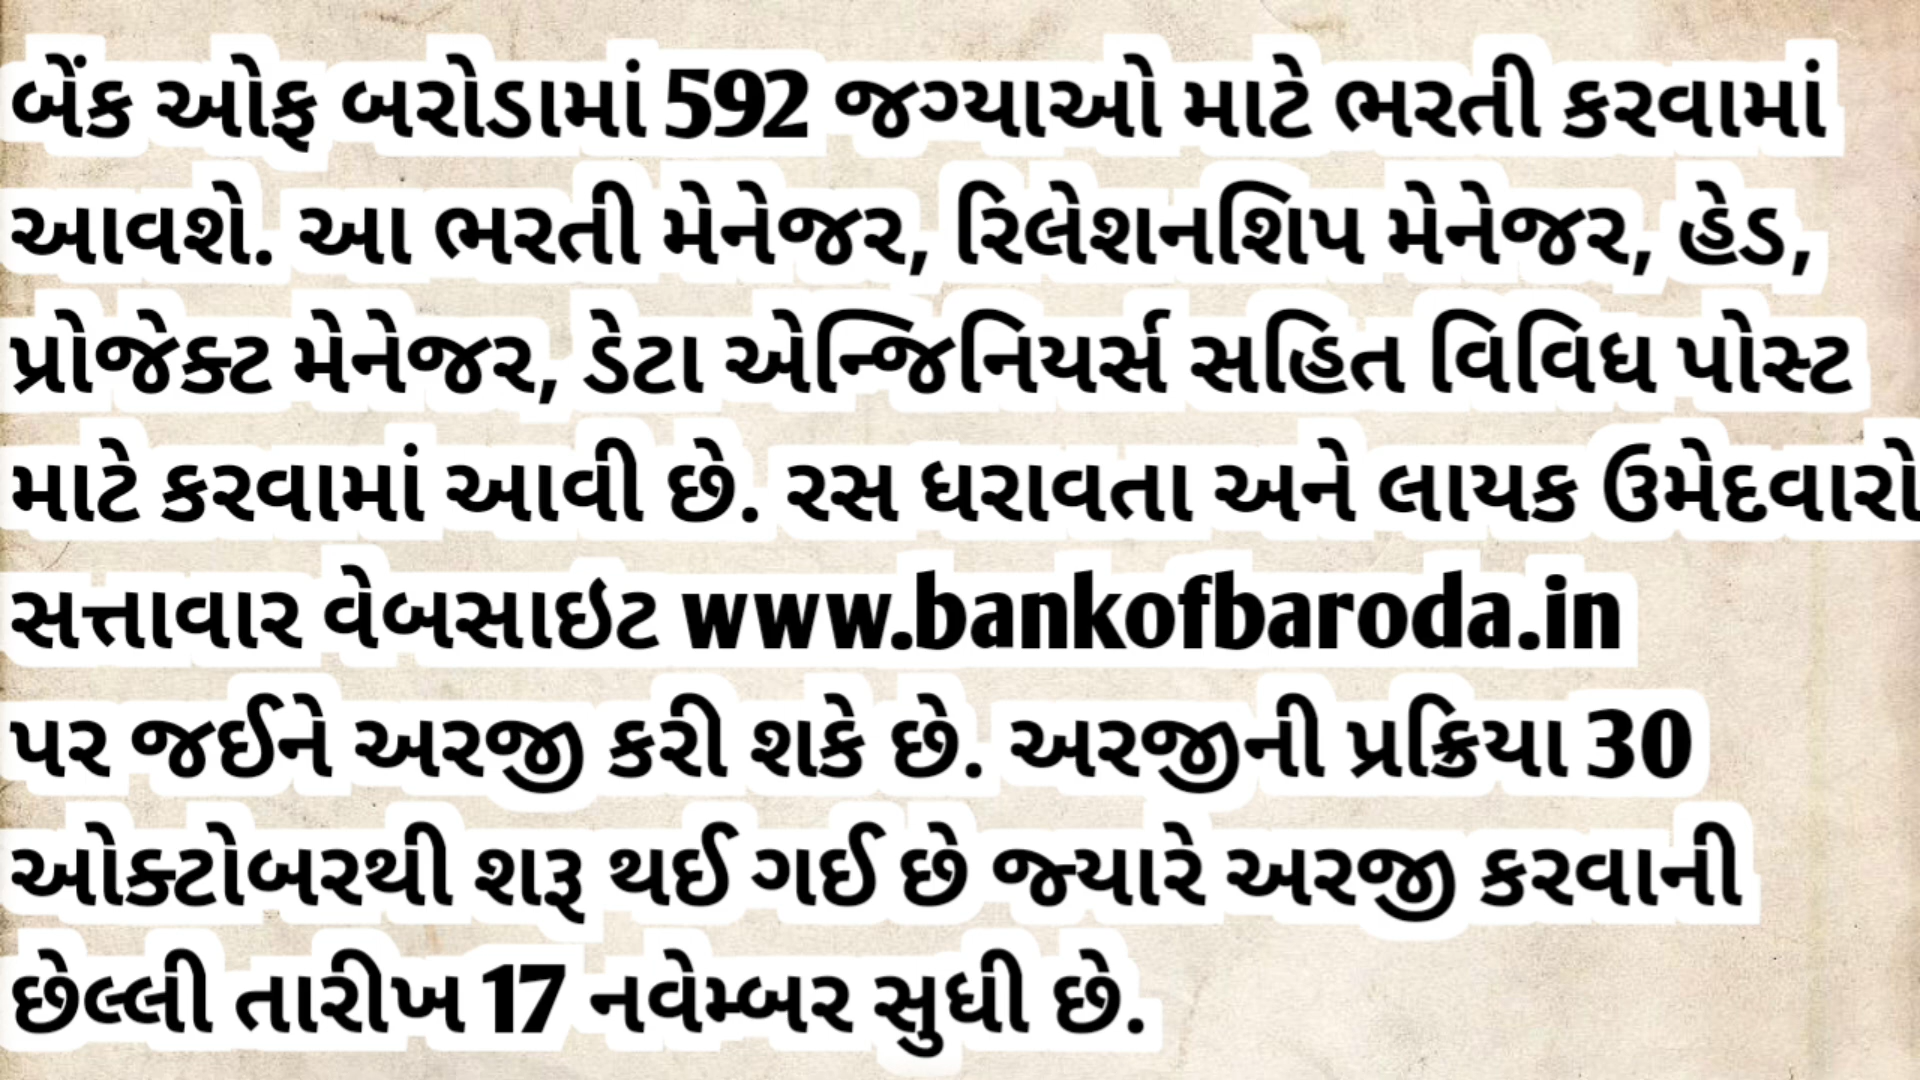 બેંક ઓફ બરોડામાં 592 જગ્યાઓ માટે ભરતી કરવામાં
આવશે. આ ભરતી મેનેજર, રિલેશનશિપ મેનેજર, હેડ,
પ્રોજેક્ટ મેનેજર, ડેટા એન્જિનિયર્સ સહિત વિવિધ પોસ્ટ
માટે કરવામાં આવી છે. રસ ધરાવતા અને લાયક ઉમેદવારો
સત્તાવાર વેબસાઇટ www.bankofbaroda.in
પર જઈને અરજી કરી શકે છે. અરજીની પ્રક્રિયા 30
ઓક્ટોબરથી શરૂ થઈ ગઈ છે જ્યારે અરજી કરવાની
છેલ્લી તારીખ 17 નવેમ્બર સુધી છે.